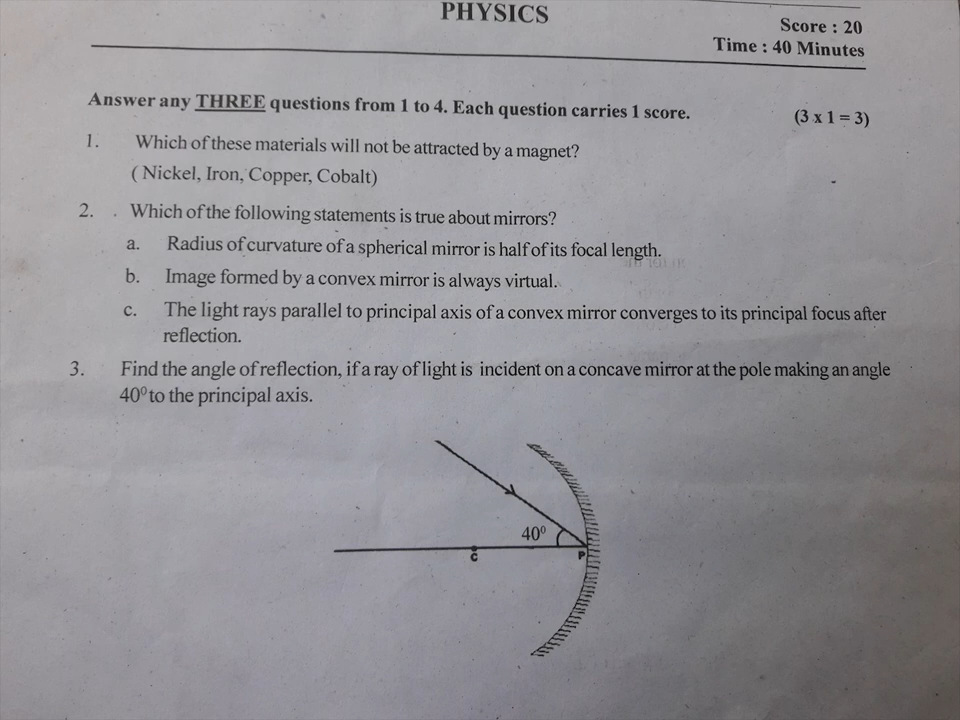 PHYSICS
Score : 20
Time : 40 Minutes
Answer any THREE questions from 1 to 4. Each question carries 1 score. (3 x 1 = 3)
1. Which of these materials will not be attracted by a magnet?
( Nickel, Iron, Copper, Cobalt)
2. . Which of the following statements is true about mirrors?
a. Radius of curvature of a spherical mirror is half of its focal length.
b. Image formed by a convex mirror is always virtual.
c. The light rays parallel to principal axis of a convex mirror converges to its principal focus after
reflection.
3. Find the angle of reflection, if a ray of light is incident on a concave mirror at the pole making an angle
40⁰ to the principal axis.
40⁰
C
P